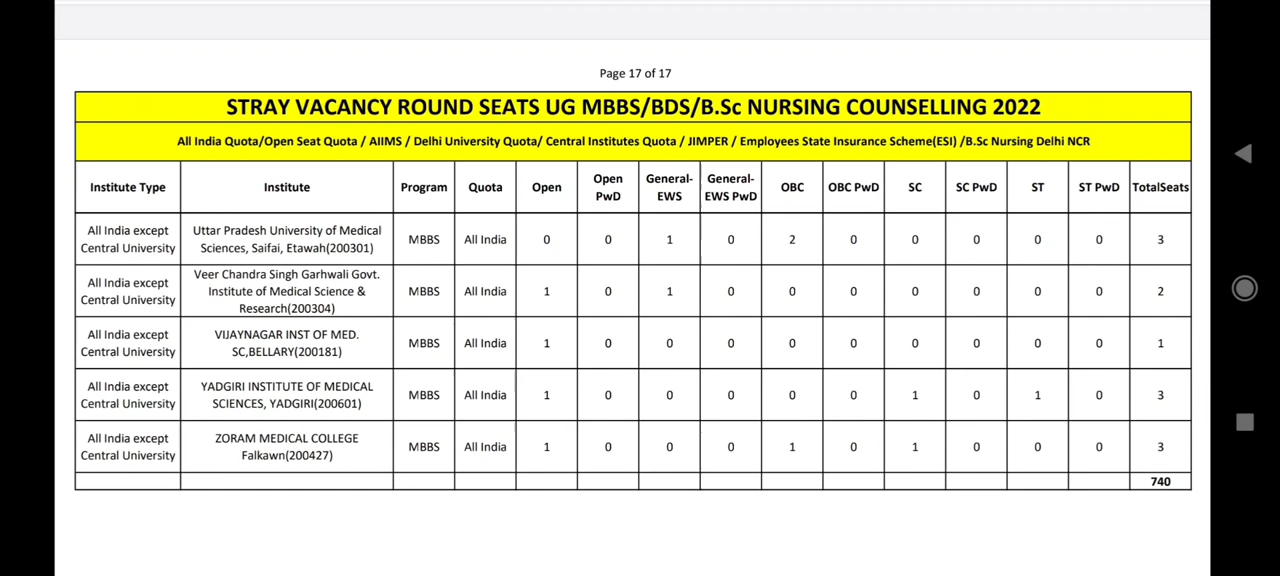 Page 17 of 17
STRAY VACANCY ROUND SEATS UG MBBS/BDS/B.Sc NURSING COUNSELLING 2022
All India Quota/Open Seat Quota / AIIMS / Delhi University Quota/ Central Institutes Quota / JIMPER / Employees State Insurance Scheme(ESI) /B.Sc Nursing Delhi NCR
Institute Type Institute Program Quota Open Open PwD General-EWS General-EWS PwD OBC OBC PwD SC SC PwD ST ST PwD TotalSeats
All India except Central University Uttar Pradesh University of Medical Sciences, Saifai, Etawah(200301) MBBS All India 0 0 1 0 2 0 0 0 0 0 3
All India except Central University Veer Chandra Singh Garhwali Govt. Institute of Medical Science & Research(200304) MBBS All India 1 0 1 0 0 0 0 0 0 0 2
All India except Central University VIJAYNAGAR INST OF MED. SC,BELLARY(200181) MBBS All India 1 0 0 0 0 0 0 0 0 0 1
All India except Central University YADGIRI INSTITUTE OF MEDICAL SCIENCES, YADGIRI(200601) MBBS All India 1 0 0 0 0 0 1 0 1 0 3
All India except Central University ZORAM MEDICAL COLLEGE Falkawn(200427) MBBS All India 1 0 0 0 1 0 1 0 0 0 3
740